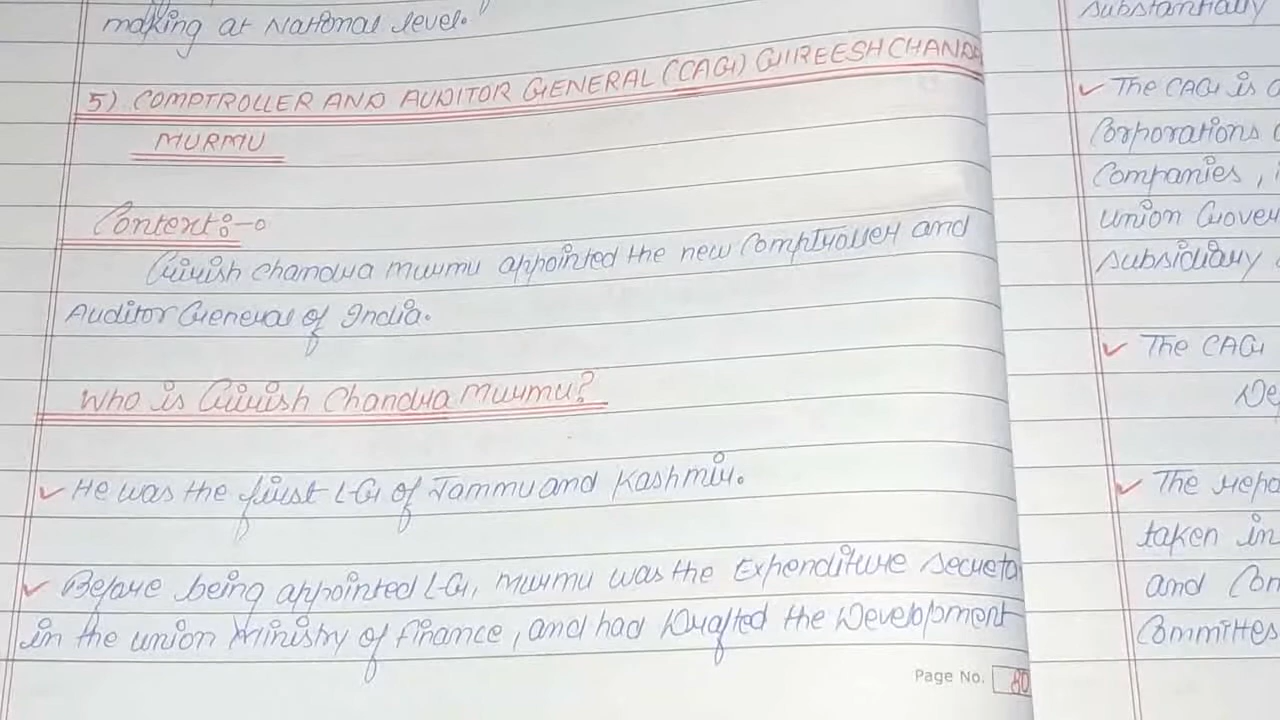 making at National level."
5) COMPTROLLER AND AUDITOR GENERAL (CAG) GIREESH CHANDR
MURMU
Context:-
Girish Chandra Murmu appointed the new Comptroller and
Auditor General of India.
Who is Girish Chandra Murmu?
He was the first LG of Jammu and Kashmir.
Before being appointed LG, Murmu was the Expenditure Secreta
in the union Ministry of finance, and had Drafted the Development
Page No. 80
substantially
The CAG is
Corporations
Companies,
union Gover
subsidiary
The CAG
De
The repo
taken in
and Com
Committes